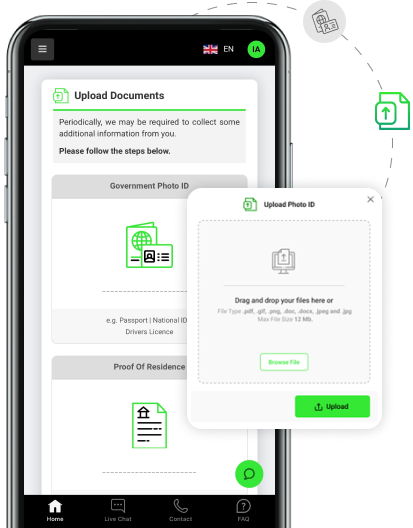 EN
IA
Upload Documents
Periodically, we may be required to collect some
additional information from you.
Please follow the steps below.
Government Photo ID
e.g. Passport | National ID
Drivers Licence
Proof Of Residence
Upload Photo ID
Drag and drop your files here or
File Type .pdf, .gif, .png, .doc, .docx, .jpeg and .jpg
Max File Size 12 Mb.
Browse File
Upload
Home
Live Chat
Contact
FAQ